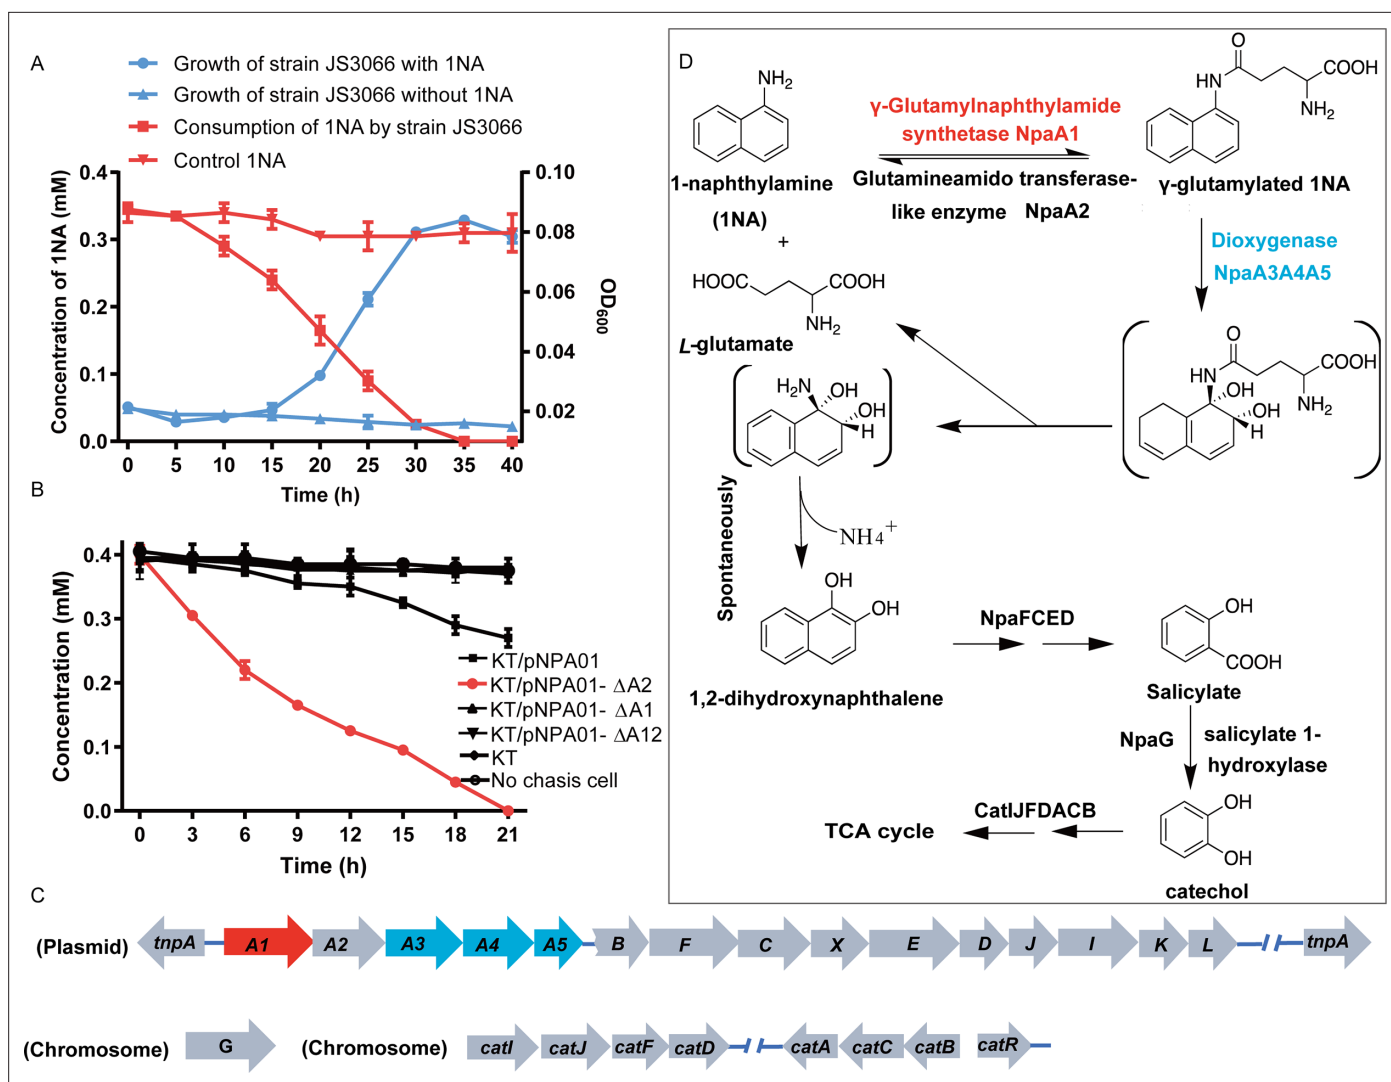 A
Growth of strain JS3066 with 1NA
Growth of strain JS3066 without 1NA
Consumption of 1NA by strain JS3066
Control 1NA
Concentration of 1NA (mM)
0.4
0.3
0.2
0.1
0.0
0.10
0.08
0.06
0.04
0.02
OD600
0 5 10 15 20 25 30 35 40
Time (h)
B
Concentration (mM)
0.4
0.3
0.2
0.1
0.0
KT/pNPA01
KT/pNPA01- ΔA2
KT/pNPA01- ΔA1
KT/pNPA01- ΔA12
KT
No chasis cell
0 3 6 9 12 15 18 21
Time (h)
D
NH2
1-naphthylamine
(1NA)
+
HOOC COOH
NH2
L-glutamate
γ-Glutamylnaphthylamide
synthetase NpaA1
Glutamineamido transferase-
like enzyme NpaA2
O
HN
COOH
NH2
γ-glutamylated 1NA
Dioxygenase
NpaA3A4A5
O
HN
COOH
OH
NH2
OH
H
H2N
OH
OH
H
Spontaneously
NH4+
OH
OH
1,2-dihydroxynaphthalene
NpaFCED
OH
COOH
Salicylate
NpaG
salicylate 1-
hydroxylase
OH
OH
catechol
CatIJFDACB
TCA cycle
C
(Plasmid) tnpA A1 A2 A3 A4 A5 B F C X E D J I K L tnpA
(Chromosome) G (Chromosome) catI catJ catF catD catA catC catB catR